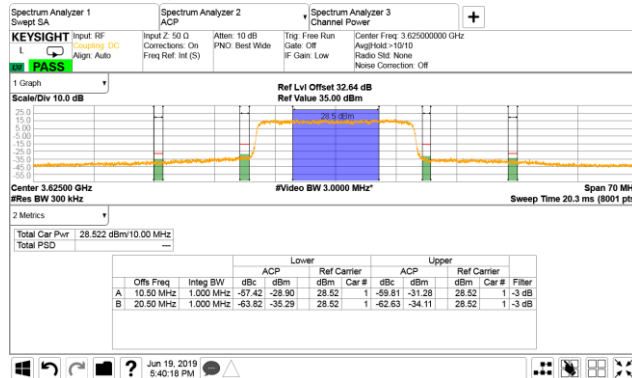 Spectrum Analyzer 1
Swept SA
Spectrum Analyzer 2
ACP
Spectrum Analyzer 3
Channel Power
KEYSIGHT
L
PASS
Input: RF
Coupling: DC
Align: Auto
Input Z: 50 Ω
Corrections: On
Freq Ref: Int (S)
Atten: 10 dB
PNO: Best Wide
Trig: Free Run
Gate: Off
IF Gain: Low
Center Freq: 3.625000000 GHz
Avg|Hold:>10/10
Radio Std: None
Noise Correction: Off
1 Graph
Scale/Div 10.0 dB
Ref Lvl Offset 32.64 dB
Ref Value 35.00 dBm
28.5 dBm
25.0
15.0
5.00
-5.00
-15.0
-25.0
-35.0
-45.0
-55.0
Center 3.62500 GHz
#Res BW 300 kHz
#Video BW 3.0000 MHz*
Span 70 MH
Sweep Time 20.3 ms (8001 pts
2 Metrics
Total Car Pwr 28.522 dBm/10.00 MHz
Total PSD ---
Lower Upper
ACP Ref Carrier ACP Ref Carrier
Offs Freq Integ BW dBc dBm dBm Car # dBc dBm dBm Car # Filter
A 10.50 MHz 1.000 MHz -57.42 -28.90 28.52 1 -59.81 -31.28 28.52 1 -3 dB
B 20.50 MHz 1.000 MHz -63.82 -35.29 28.52 1 -62.63 -34.11 28.52 1 -3 dB
Jun 19, 2019
5:40:18 PM